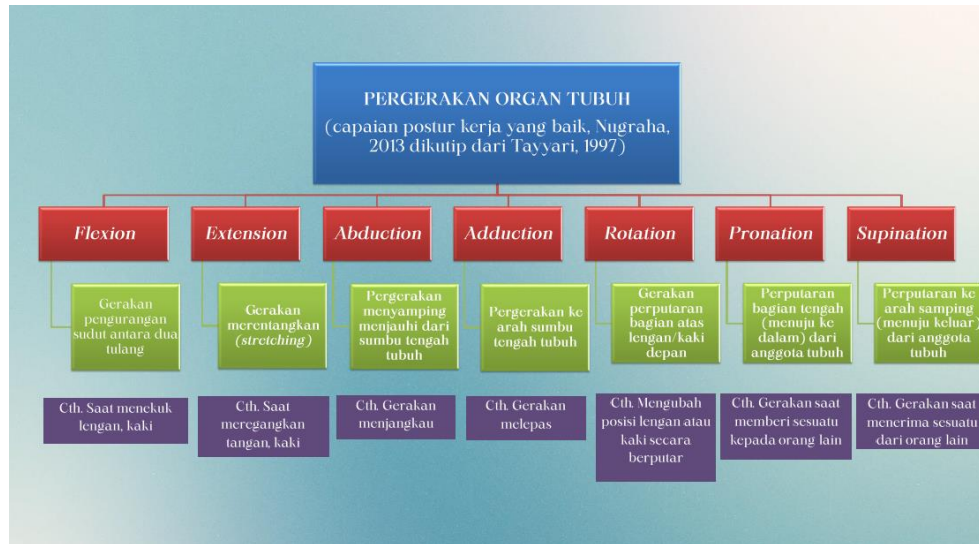 PERGERAKAN ORGAN TUBUH
(capaian postur kerja yang baik, Nugraha,
2013 dikutip dari Tayyari, 1997)
Flexion
Extension
Abduction
Adduction
Rotation
Pronation
Supination
Gerakan
pengurangan
sudut antara dua
tulang
Gerakan
merentangkan
(stretching)
Pergerakan
menyamping
menjauhi dari
sumbu tengah
tubuh
Pergerakan ke
arah sumbu
tengah tubuh
Gerakan
perputaran
bagian atas
lengan/kaki
depan
Perputaran
bagian tengah
(menuju ke
dalam) dari
anggota tubuh
Perputaran ke
arah samping
(menuju keluar)
dari anggota
tubuh
Cth. Saat menekuk
lengan, kaki
Cth. Saat
meregangkan
tangan, kaki
Cth. Gerakan
menjangkau
Cth. Gerakan
melepas
Cth. Mengubah
posisi lengan atau
kaki secara
berputar
Cth. Gerakan saat
memberi sesuatu
kepada orang lain
Cth. Gerakan saat
menerima sesuatu
dari orang lain